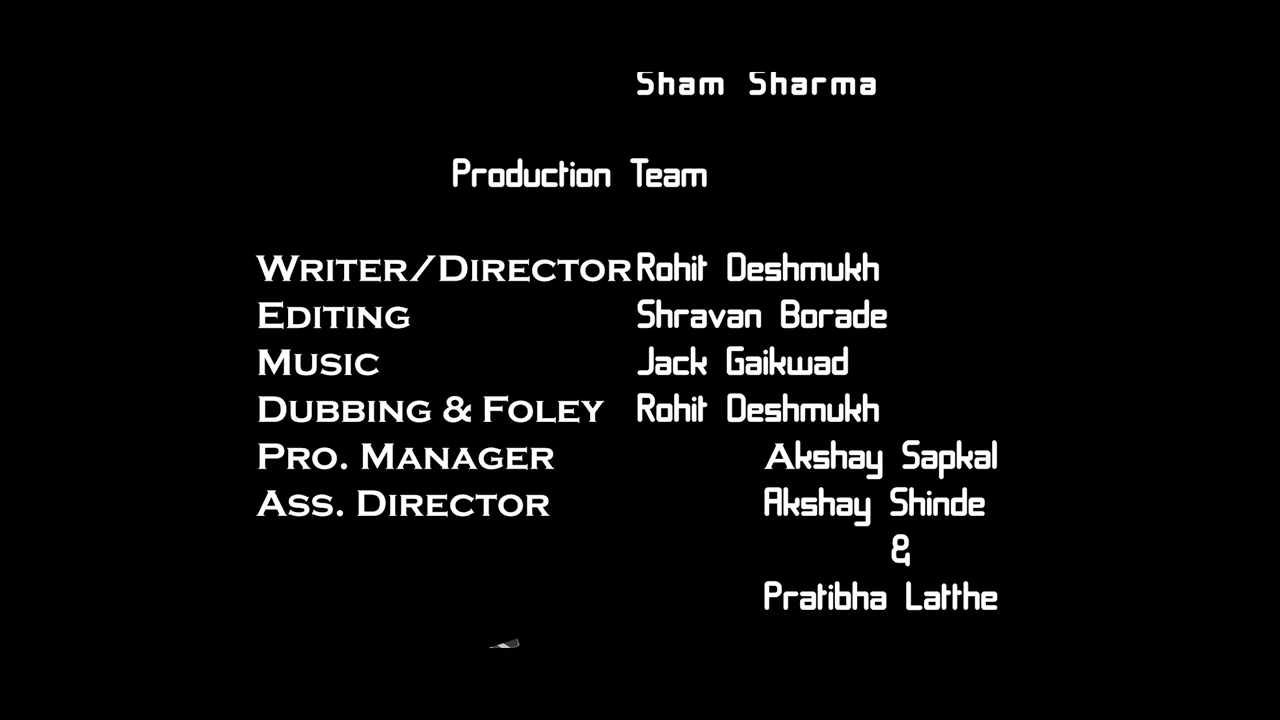 Sham Sharma
Production Team
WRITER/DIRECTOR Rohit Deshmukh
EDITING Shravan Borade
MUSIC Jack Gaikwad
DUBBING & FOLEY Rohit Deshmukh
PRO. MANAGER Akshay Sapkal
ASS. DIRECTOR Akshay Shinde
&
Pratibha Latthe